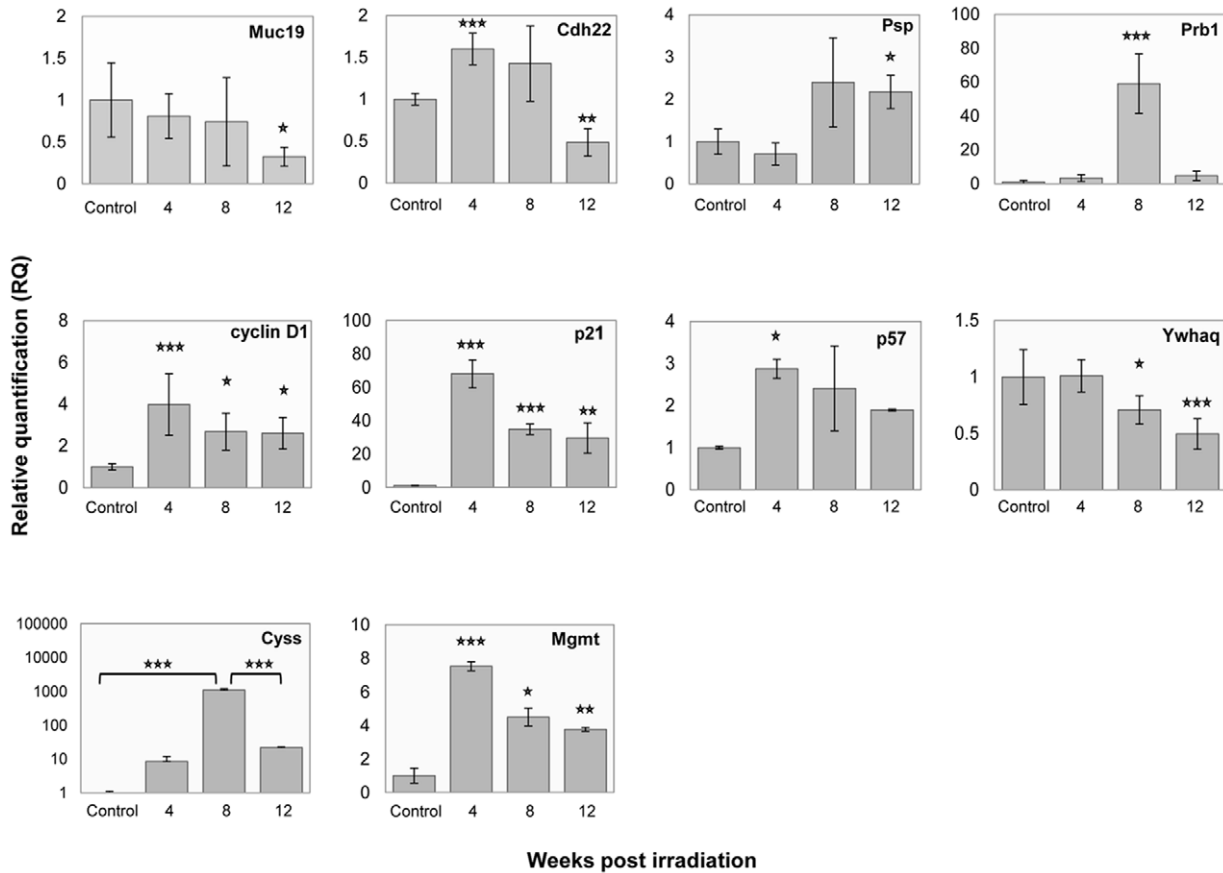 Relative quantification (RQ)
Muc19
2
1.5
1
0.5
0
★
Control 4 8 12
Cdh22
2
1.5
1
0.5
0
★★★
★★
Control 4 8 12
Psp
4
3
2
1
0
★
Control 4 8 12
Prb1
100
80
60
40
20
0
★★★
Control 4 8 12
cyclin D1
8
6
4
2
0
★★★ ★ ★
Control 4 8 12
p21
100
80
60
40
20
0
★★★
★★★ ★★
Control 4 8 12
p57
4
3
2
1
0
★
Control 4 8 12
Ywhaq
1.5
1
0.5
0
★
★★★
Control 4 8 12
Cyss
100000
10000
1000
100
10
1
★★★ ★★★
Control 4 8 12
Mgmt
10
8
6
4
2
0
★★★
★
★★
Control 4 8 12
Weeks post irradiation